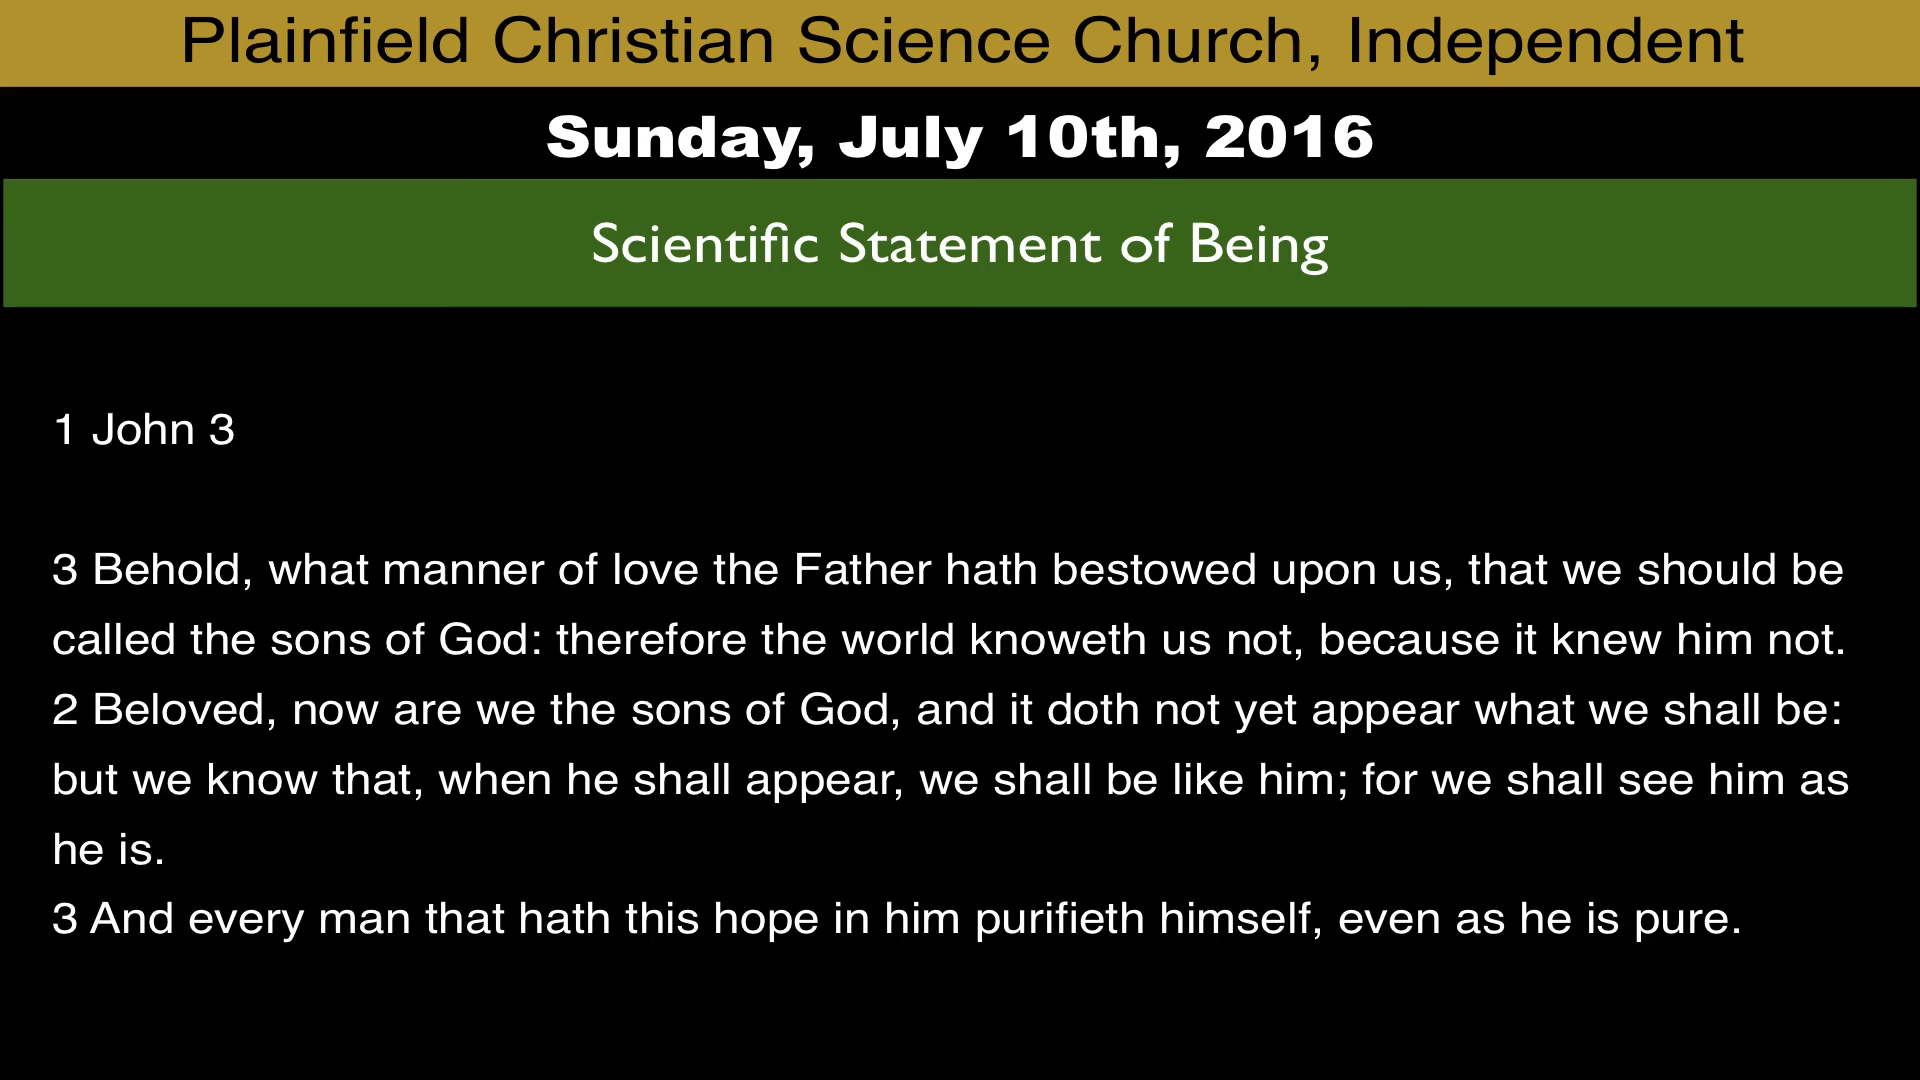 Plainfield Christian Science Church, Independent
Sunday, July 10th, 2016
Scientific Statement of Being
1 John 3
3 Behold, what manner of love the Father hath bestowed upon us, that we should be
called the sons of God: therefore the world knoweth us not, because it knew him not.
2 Beloved, now are we the sons of God, and it doth not yet appear what we shall be:
but we know that, when he shall appear, we shall be like him; for we shall see him as
he is.
3 And every man that hath this hope in him purifieth himself, even as he is pure.